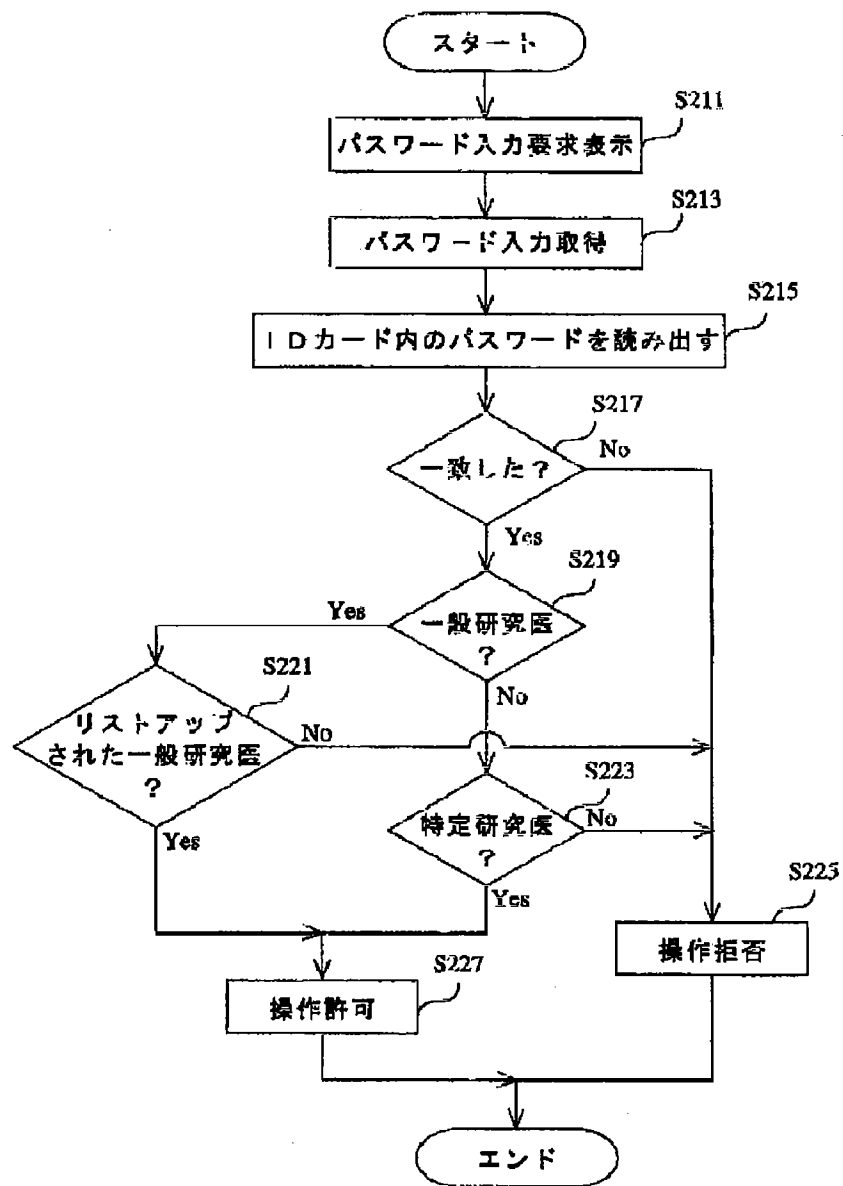 スタート
S211
パスワード入力要求表示
S213
パスワード入力取得
S215
IDカード内のパスワードを読み出す
S217
一致した?
No
Yes
S219
一般研究医
?
Yes
No
S221
リストアップ
された一般研究医
?
No
Yes
S223
特定研究医
?
No
Yes
S225
操作拒否
S227
操作許可
エンド